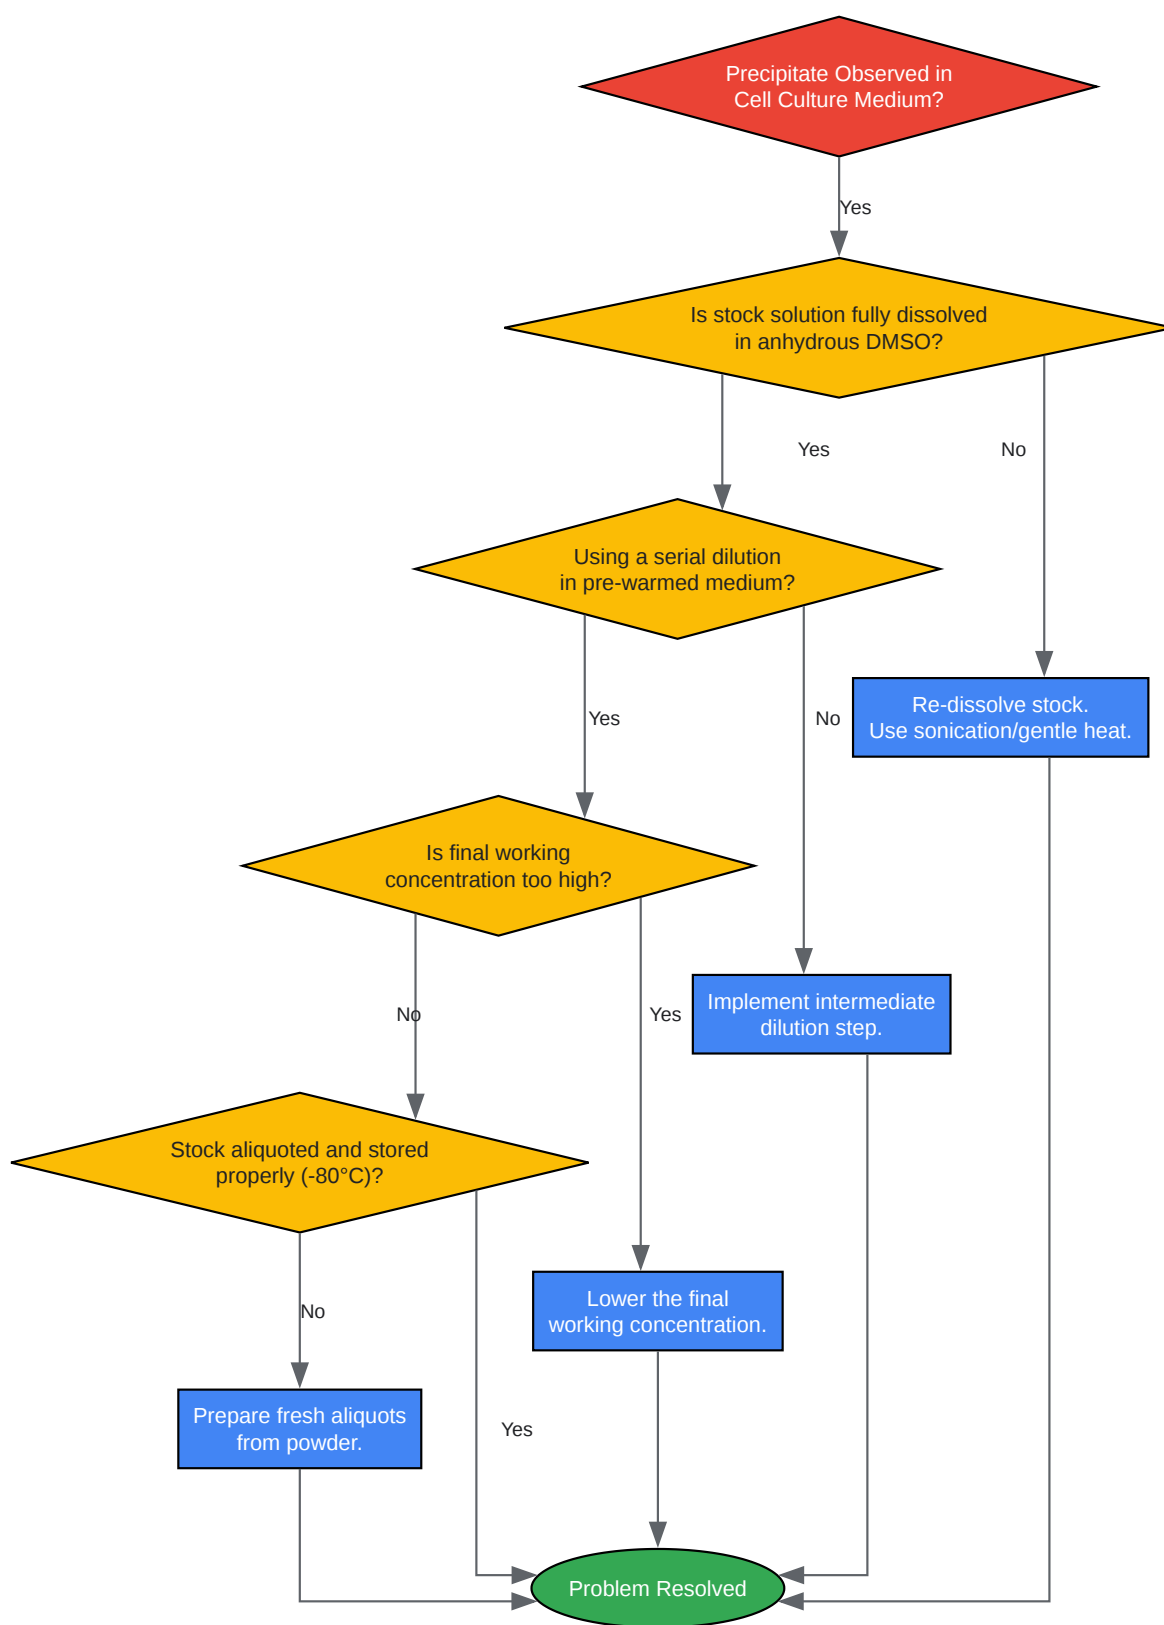 Precipitate Observed in
Cell Culture Medium?
Yes
Is stock solution fully dissolved
in anhydrous DMSO?
Yes
No
Using a serial dilution
in pre-warmed medium?
Yes
No
Re-dissolve stock.
Use sonication/gentle heat.
Is final working
concentration too high?
No
Yes
Implement intermediate
dilution step.
Stock aliquoted and stored
properly (-80°C)?
No
Lower the final
working concentration.
Prepare fresh aliquots
from powder.
Yes
Problem Resolved